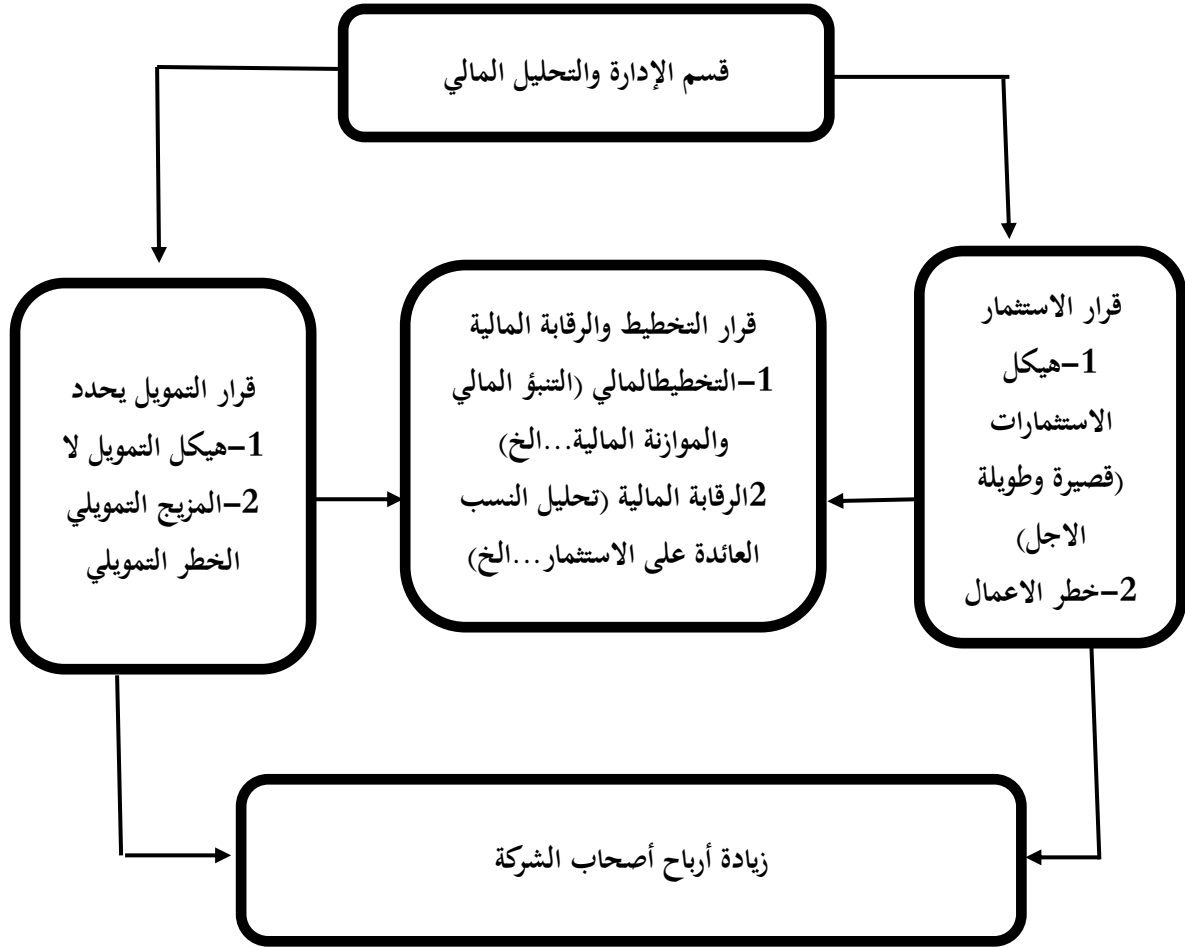 قسم الإدارة والتحليل المالي
قرار الاستثمار
1–هيكل
الاستثمارات
(قصيرة وطويلة
الاجل)
2–خطر الاعمال
قرار التخطيط والرقابة المالية
1–التخطيطالمالي (التنبؤ المالي
والموازنة المالية...الخ)
2الرقابة المالية (تحليل النسب
العائدة على الاستثمار...الخ)
قرار التمويل يحدد
1–هيكل التمويل لا
2–المزيج التمويلي
الخطر التمويلي
زيادة أرباح أصحاب الشركة